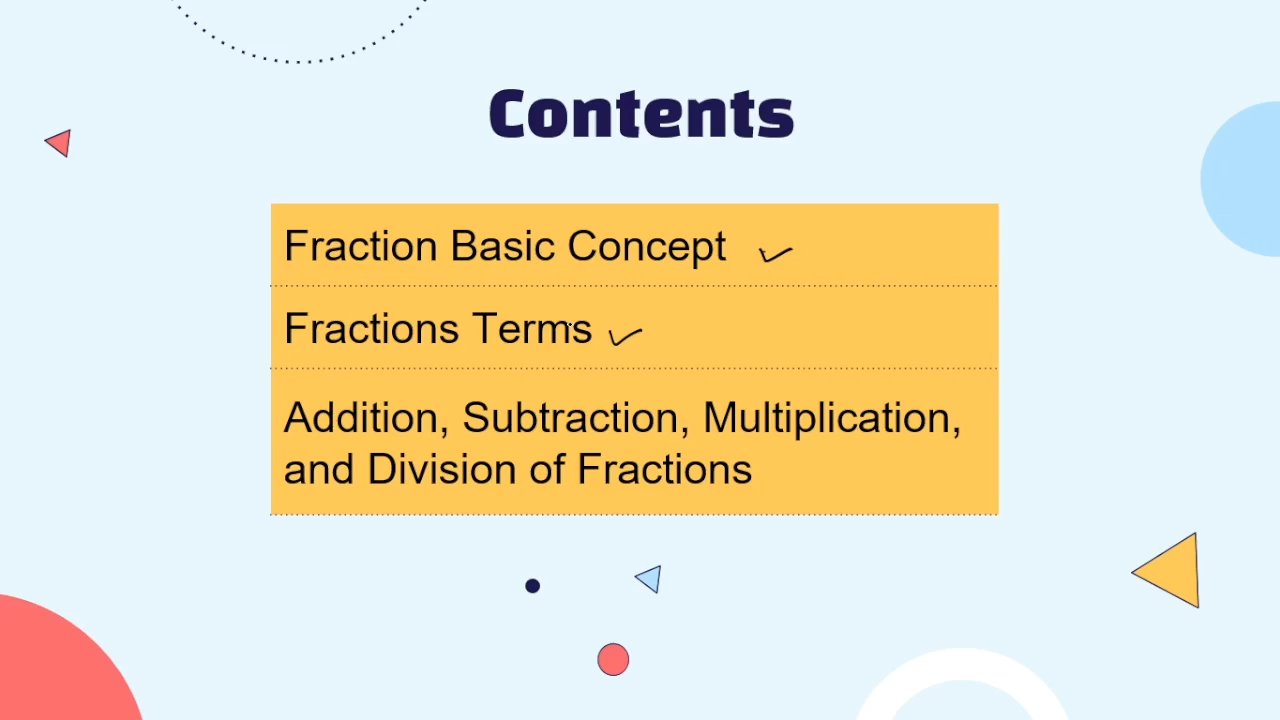 Contents
Fraction Basic Concept
Fractions Terms
Addition, Subtraction, Multiplication,
and Division of Fractions